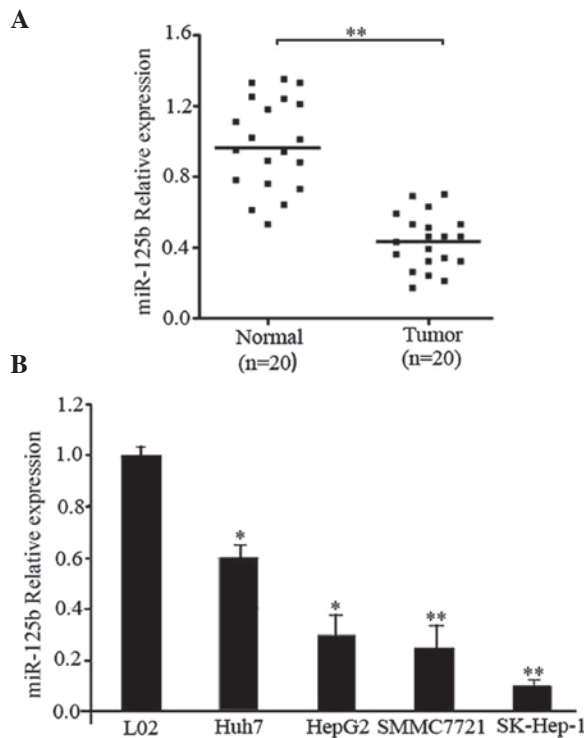 A
miR-125b Relative expression
1.6
1.2
0.8
0.4
0.0
**
Normal
(n=20)
Tumor
(n=20)
B
miR-125b Relative expression
1.2
1.0
0.8
0.6
0.4
0.2
0.0
*
*
**
**
L02
Huh7
HepG2
SMMC7721
SK-Hep-1